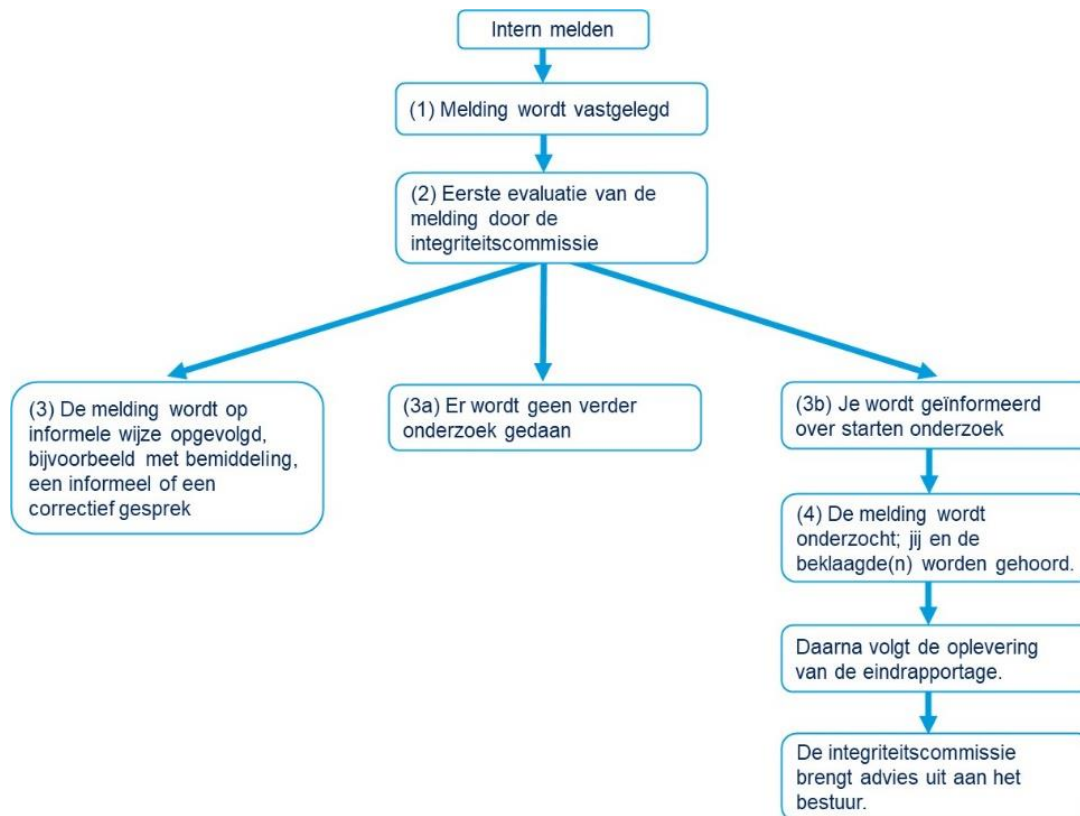 Intern melden
(1) Melding wordt vastgelegd
(2) Eerste evaluatie van de
melding door de
integriteitscommissie
(3) De melding wordt op
informele wijze opgevolgd,
bijvoorbeeld met bemiddeling,
een informeel of een
correctief gesprek
(3a) Er wordt geen verder
onderzoek gedaan
(3b) Je wordt geïnformeerd
over starten onderzoek
(4) De melding wordt
onderzocht; jij en de
beklaagde(n) worden gehoord.
Daarna volgt de oplevering
van de eindrapportage.
De integriteitscommissie
brengt advies uit aan het
bestuur.